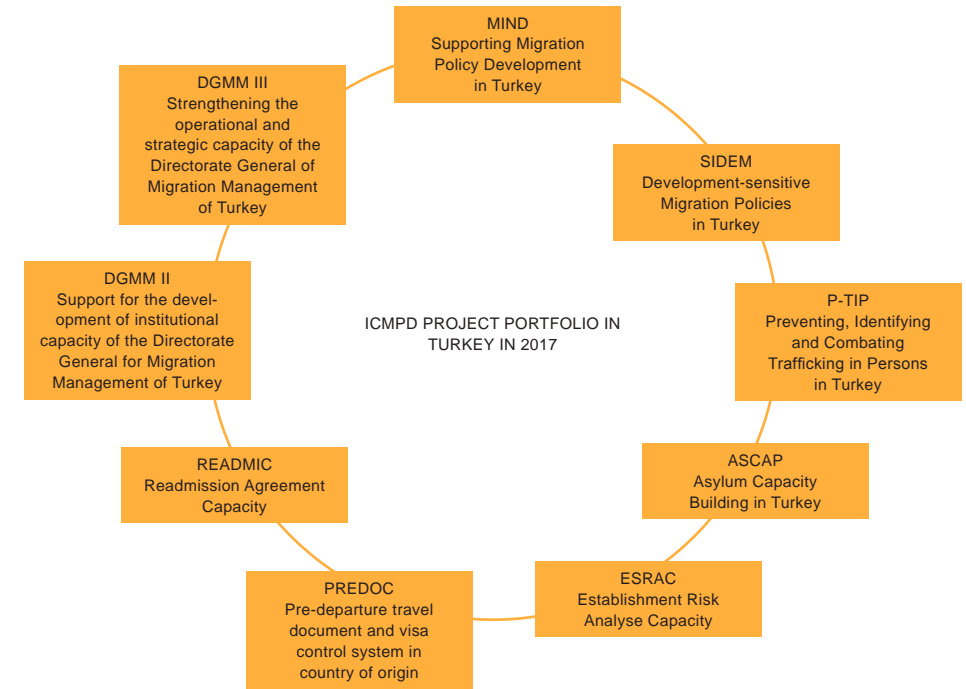 MIND
Supporting Migration
Policy Development
in Turkey
SIDEM
Development-sensitive
Migration Policies
in Turkey
P-TIP
Preventing, Identifying
and Combating
Trafficking in Persons
in Turkey
ASCAP
Asylum Capacity
Building in Turkey
ESRAC
Establishment Risk
Analyse Capacity
PREDOC
Pre-departure travel
document and visa
control system in
country of origin
READMIC
Readmission Agreement
Capacity
DGMM II
Support for the devel-
opment of institutional
capacity of the Directorate
General for Migration
Management of Turkey
DGMM III
Strengthening the
operational and
strategic capacity of the
Directorate General of
Migration Management
of Turkey
ICMPD PROJECT PORTFOLIO IN
TURKEY IN 2017